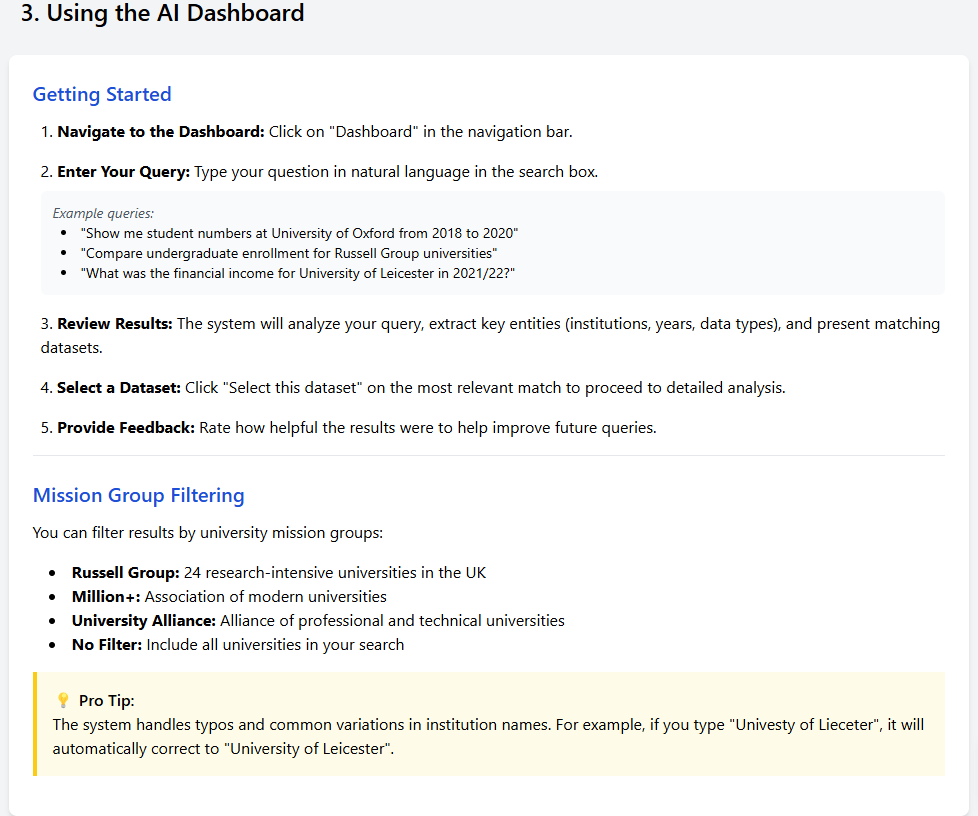 3. Using the AI Dashboard
Getting Started
1. Navigate to the Dashboard: Click on "Dashboard" in the navigation bar.
2. Enter Your Query: Type your question in natural language in the search box.
Example queries:
• "Show me student numbers at University of Oxford from 2018 to 2020"
• "Compare undergraduate enrollment for Russell Group universities"
• "What was the financial income for University of Leicester in 2021/22?"
3. Review Results: The system will analyze your query, extract key entities (institutions, years, data types), and present matching
datasets.
4. Select a Dataset: Click "Select this dataset" on the most relevant match to proceed to detailed analysis.
5. Provide Feedback: Rate how helpful the results were to help improve future queries.
Mission Group Filtering
You can filter results by university mission groups:
• Russell Group: 24 research-intensive universities in the UK
• Million+: Association of modern universities
• University Alliance: Alliance of professional and technical universities
• No Filter: Include all universities in your search
💡 Pro Tip:
The system handles typos and common variations in institution names. For example, if you type "Univesty of Lieceter", it will
automatically correct to "University of Leicester".